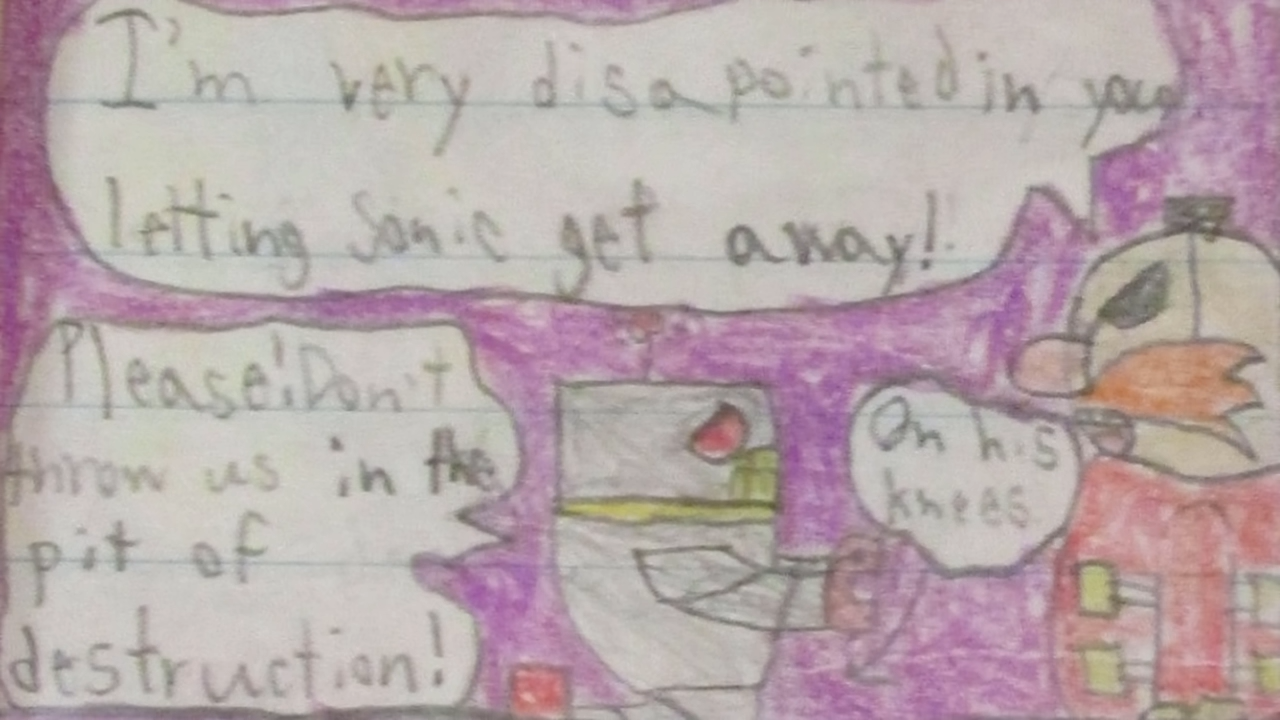 I'm very disapointed in you
letting Sonic get away!
Please! Don't
throw us in the
pit of
destruction!
On his
knees